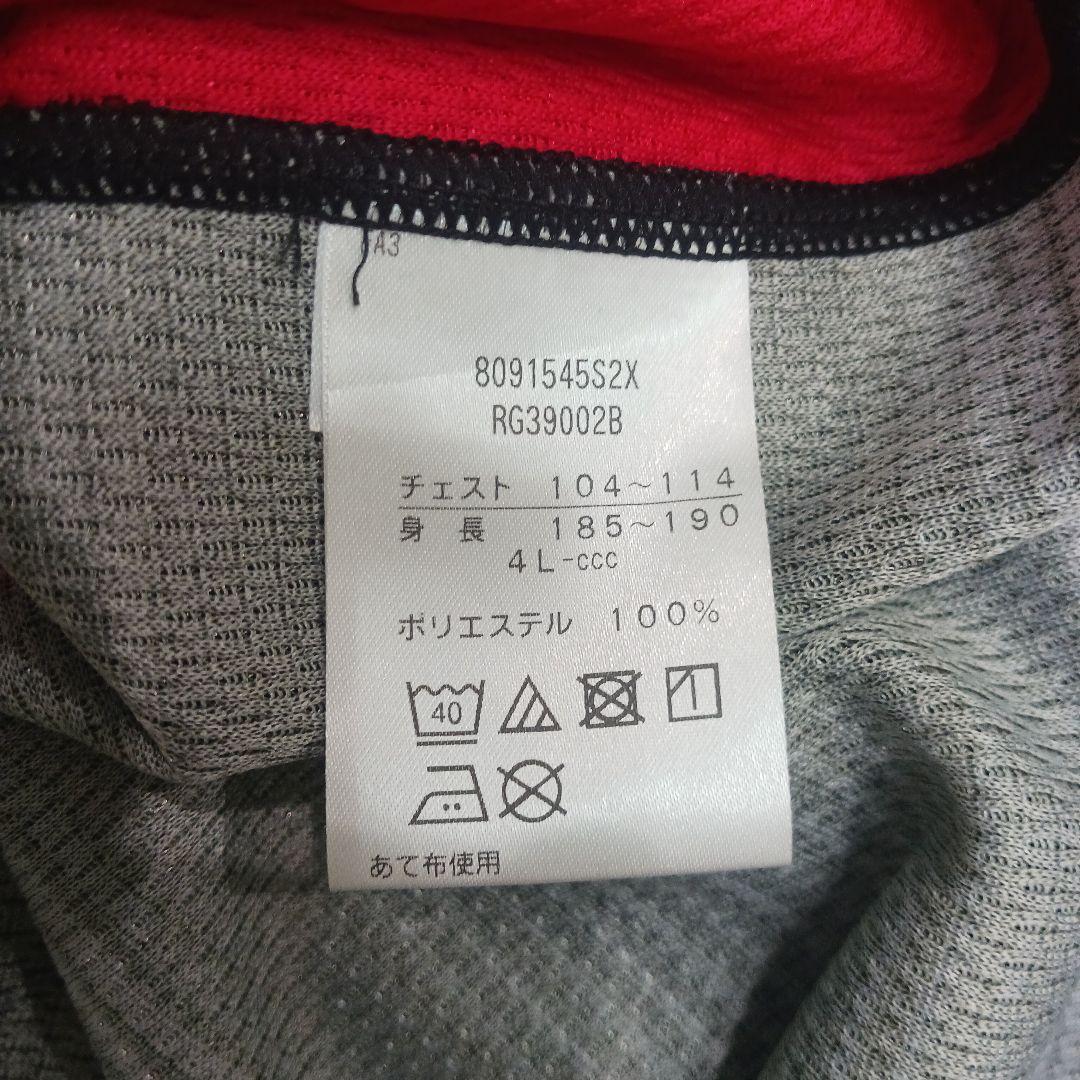 A3
8091545S2X
RG39002B
チェスト 104～114
身 長 185～190
4L-ccc
ポリエステル 100%
40
あて布使用